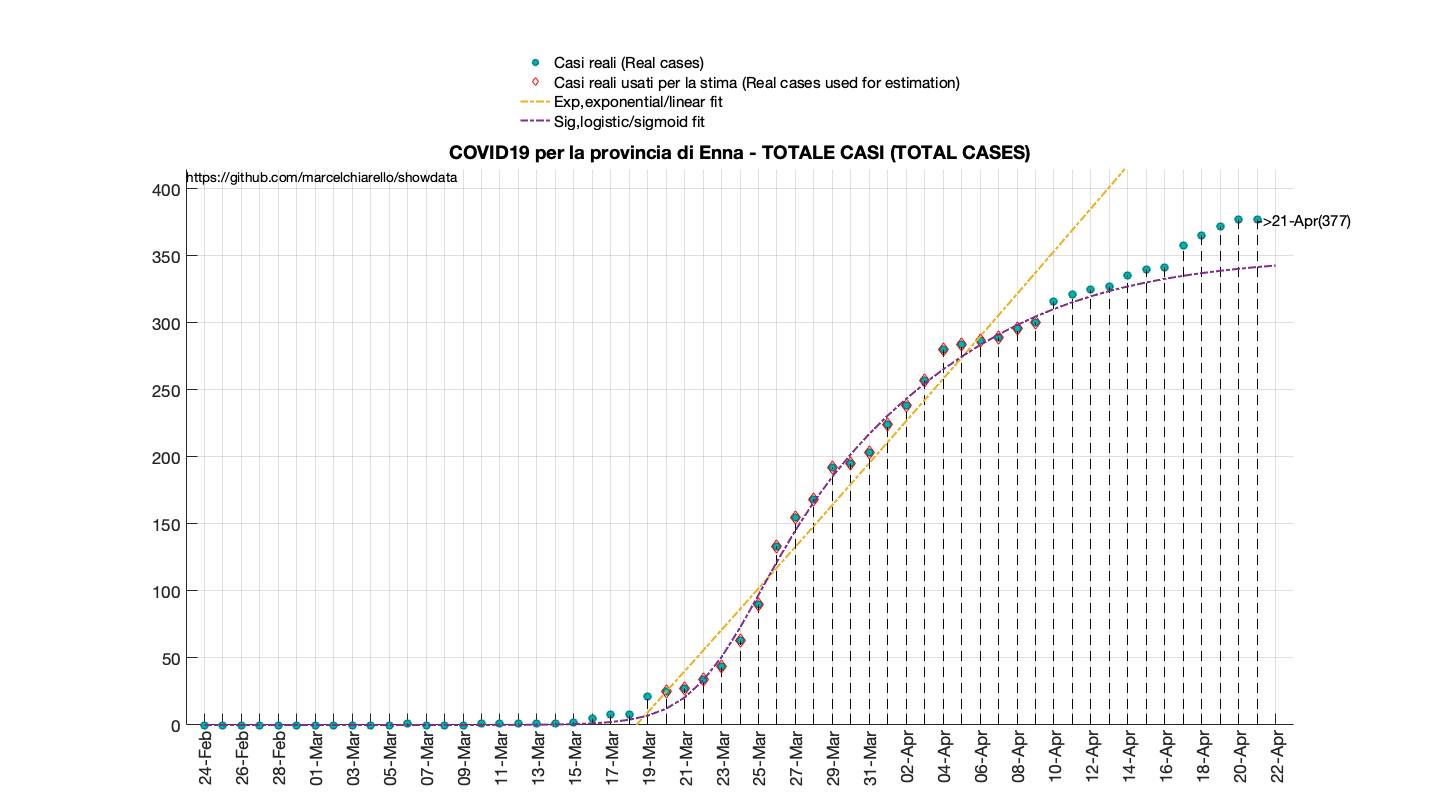 Casi reali (Real cases)
Casi reali usati per la stima (Real cases used for estimation)
Exp,exponential/linear fit
Sig,logistic/sigmoid fit
COVID19 per la provincia di Enna - TOTALE CASI (TOTAL CASES)
https://github.com/marcelchiarello/showdata
400
350
300
250
200
150
100
50
0
->21-Apr(377)
24-Feb
26-Feb
28-Feb
01-Mar
03-Mar
05-Mar
07-Mar
09-Mar
11-Mar
13-Mar
15-Mar
17-Mar
19-Mar
21-Mar
23-Mar
25-Mar
27-Mar
29-Mar
31-Mar
02-Apr
04-Apr
06-Apr
08-Apr
10-Apr
12-Apr
14-Apr
16-Apr
18-Apr
20-Apr
22-Apr